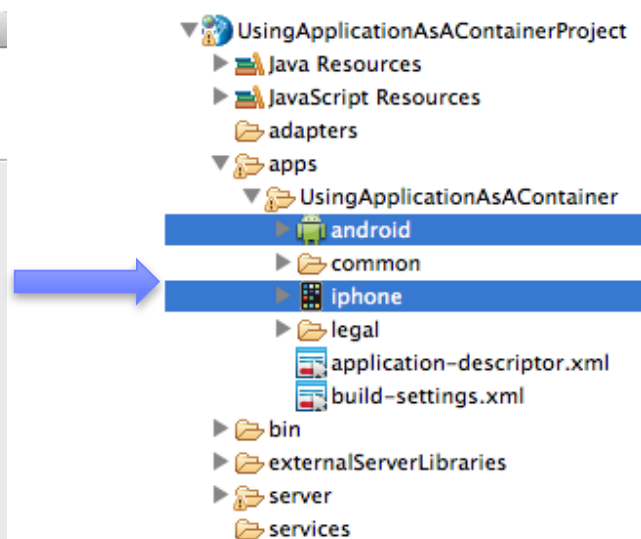 UsingApplicationAsAContainerProject
Java Resources
JavaScript Resources
adapters
apps
UsingApplicationAsAContainer
android
common
iphone
legal
application-descriptor.xml
build-settings.xml
bin
externalServerLibraries
server
services